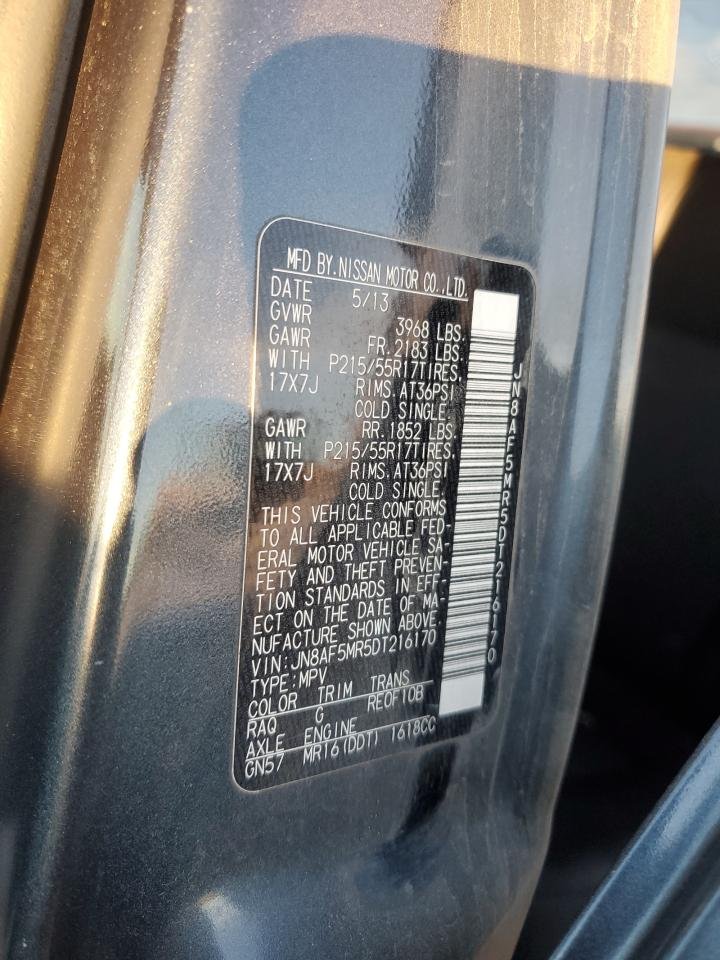 MFD BY. NISSAN MOTOR CO.,LTD.
DATE 5/13
GVWR 3968 LBS.
GAWR FR. 2183 LBS.
WITH P215/55R17TIRES,
17X7J RIMS, AT36PSI
COLD SINGLE,
GAWR RR. 1852 LBS.
WITH P215/55R17TIRES,
17X7J RIMS, AT36PSI
COLD SINGLE,
THIS VEHICLE CONFORMS
TO ALL APPLICABLE FED-
ERAL MOTOR VEHICLE SA-
FETY AND THEFT PREVEN-
TION STANDARDS IN EFF-
ECT ON THE DATE OF MA-
NUFACTURE SHOWN ABOVE.
VIN: JN8AF5MR5DT216170
TYPE: MPV
COLOR TRIM TRANS
RAQ G REOF10B
AXLE ENGINE
GN57 MR16(DDT) 1618CC
JN8AF5MR5DT216170